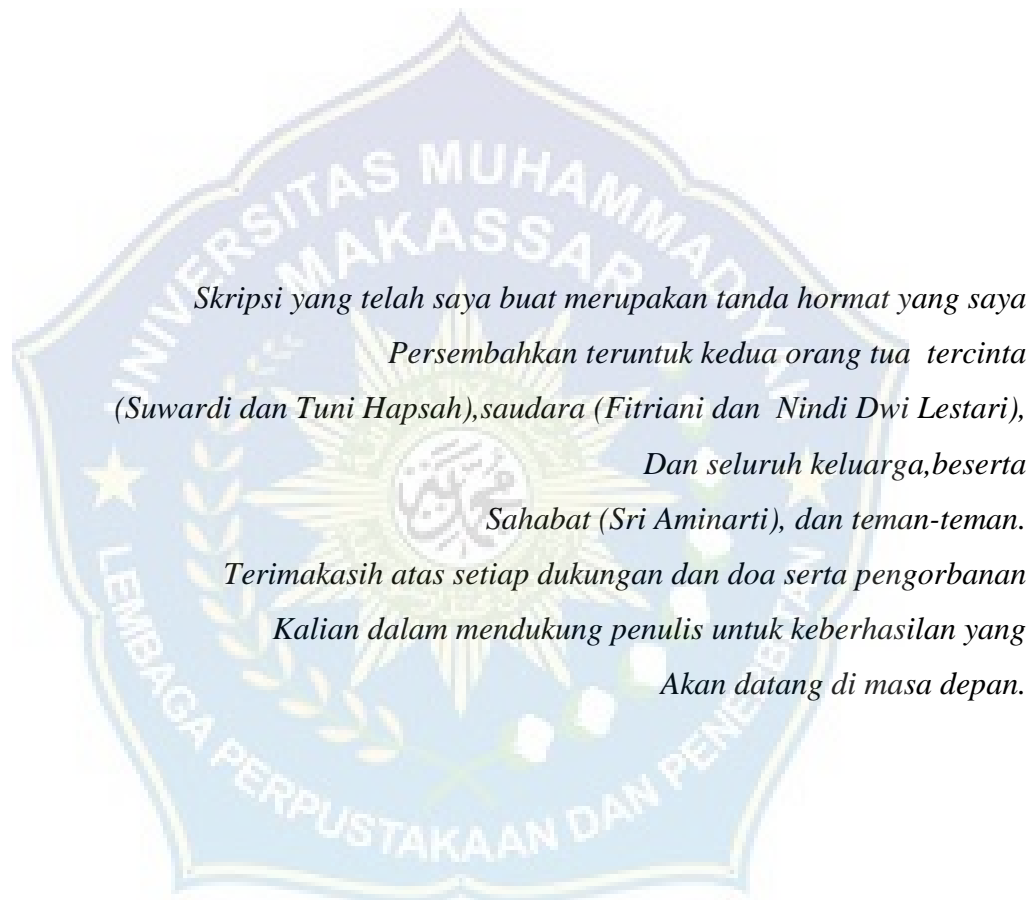 UNIVERSITAS MUHAMMADIYAH
MAKASSAR
Skripsi yang telah saya buat merupakan tanda hormat yang saya
Persembahkan teruntuk kedua orang tua tercinta
(Suwardi dan Tuni Hapsah),saudara (Fitriani dan Nindi Dwi Lestari),
Dan seluruh keluarga,beserta
Sahabat (Sri Aminarti), dan teman-teman.
Terimakasih atas setiap dukungan dan doa serta pengorbanan
Kalian dalam mendukung penulis untuk keberhasilan yang
Akan datang di masa depan.
LEMBAGA PERPUSTAKAAN DAN PENERBITAN